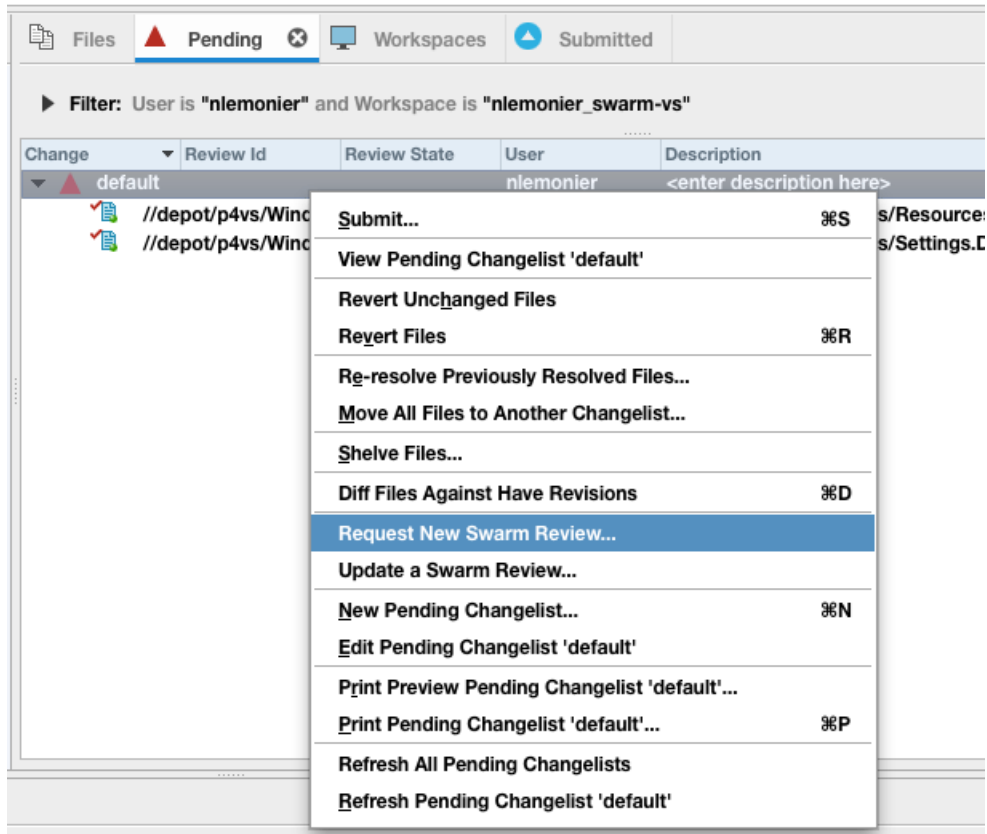 Files Pending Workspaces Submitted
Filter: User is "nlemonier" and Workspace is "nlemonier_swarm-vs"
Change Review Id Review State User Description
default nlemonier <enter description here>
//depot/p4vs/Wind s/Resources
//depot/p4vs/Wind s/Settings.D
Submit... ⌘S
View Pending Changelist 'default'
Revert Unchanged Files
Revert Files ⌘R
Re-resolve Previously Resolved Files...
Move All Files to Another Changelist...
Shelve Files...
Diff Files Against Have Revisions ⌘D
Request New Swarm Review...
Update a Swarm Review...
New Pending Changelist... ⌘N
Edit Pending Changelist 'default'
Print Preview Pending Changelist 'default'...
Print Pending Changelist 'default'... ⌘P
Refresh All Pending Changelists
Refresh Pending Changelist 'default'